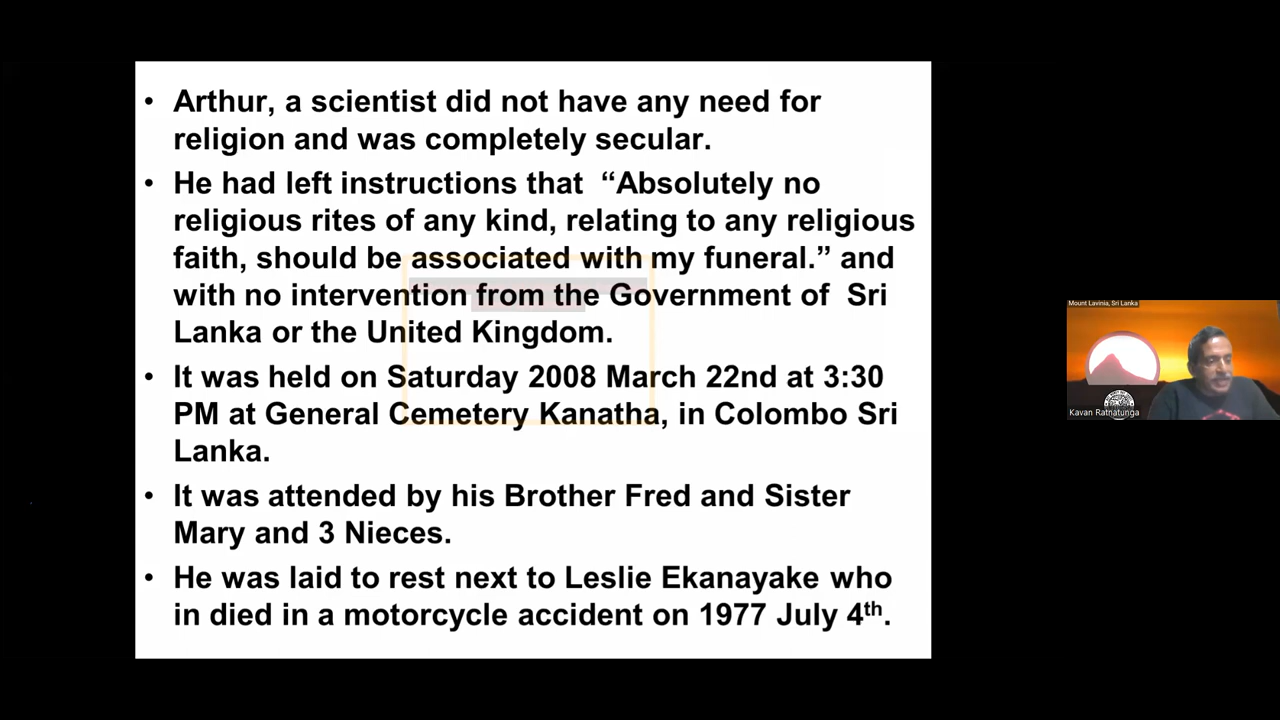 • Arthur, a scientist did not have any need for
religion and was completely secular.
• He had left instructions that “Absolutely no
religious rites of any kind, relating to any religious
faith, should be associated with my funeral.” and
with no intervention from the Government of Sri
Lanka or the United Kingdom.
• It was held on Saturday 2008 March 22nd at 3:30
PM at General Cemetery Kanatha, in Colombo Sri
Lanka.
• It was attended by his Brother Fred and Sister
Mary and 3 Nieces.
• He was laid to rest next to Leslie Ekanayake who
in died in a motorcycle accident on 1977 July 4th.
Mount Lavinia, Sri Lanka
Kavan Ratnatunga